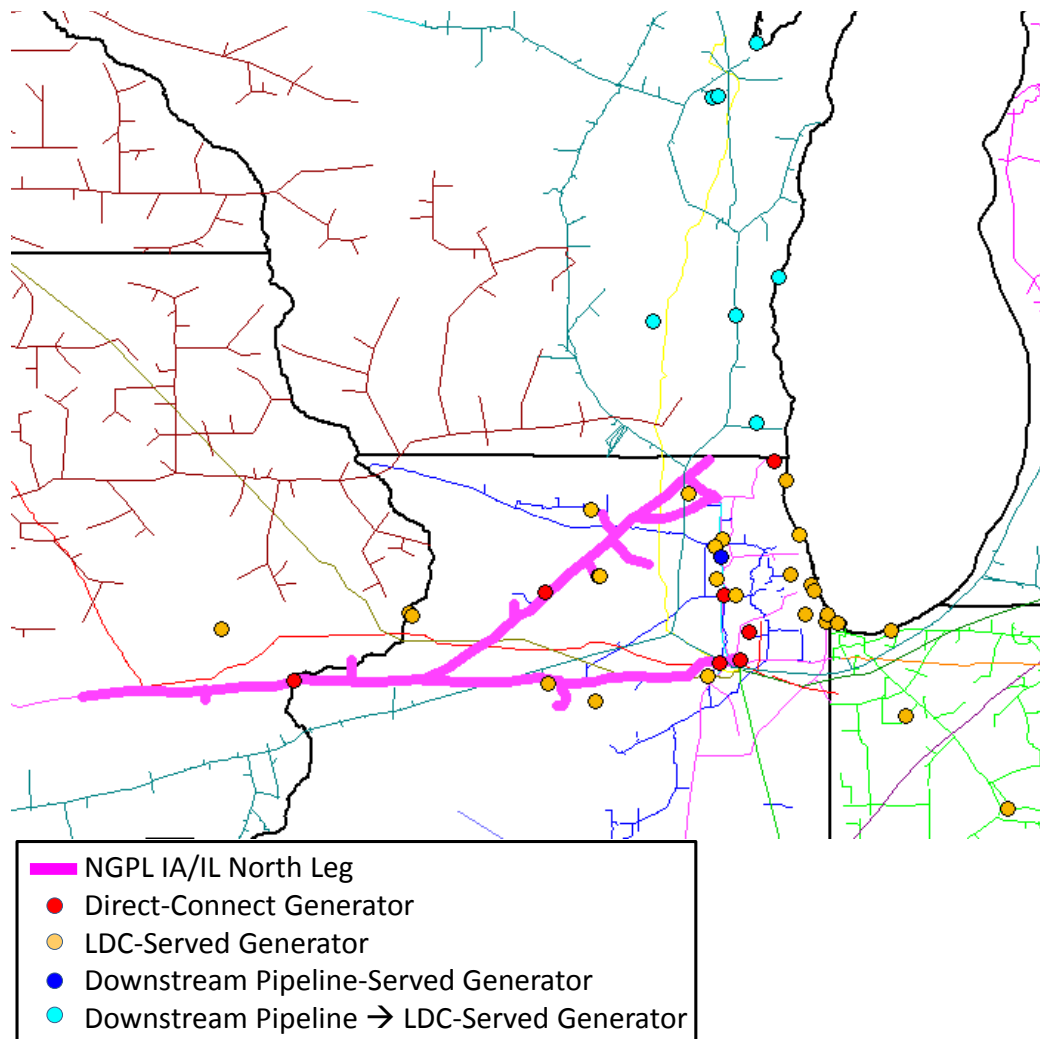 NGPL IA/IL North Leg
Direct-Connect Generator
LDC-Served Generator
Downstream Pipeline-Served Generator
Downstream Pipeline → LDC-Served Generator